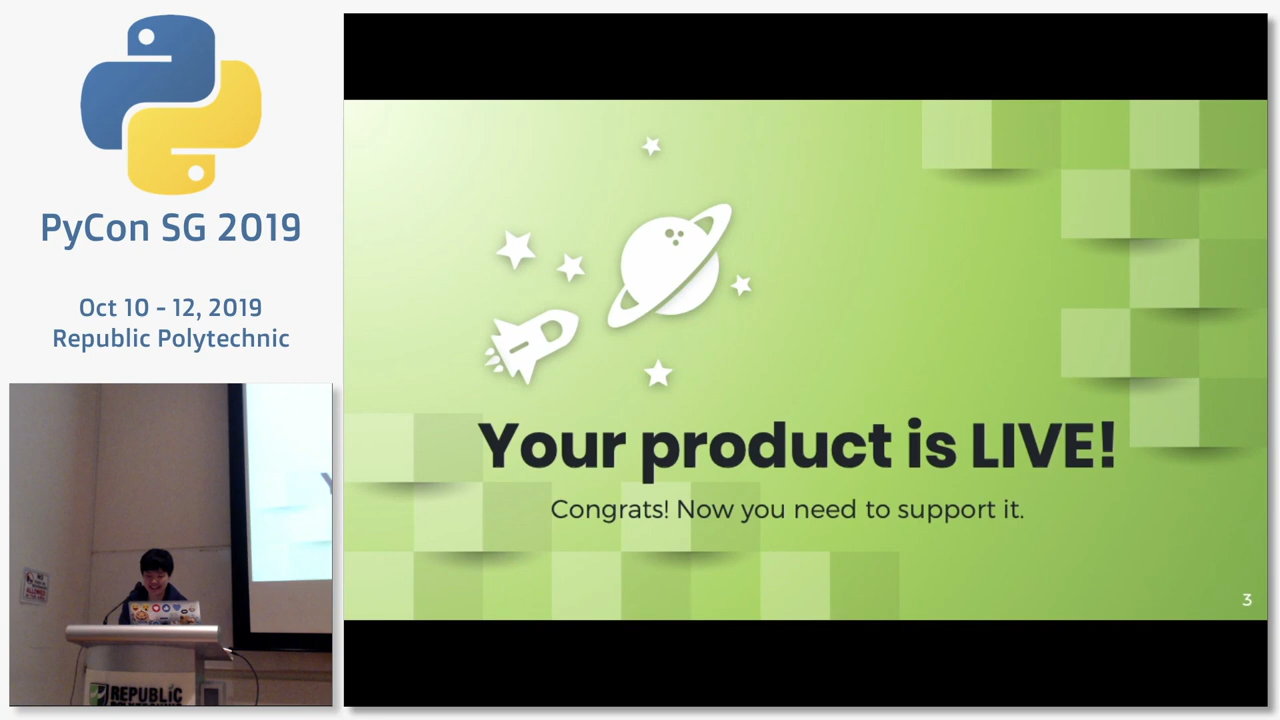 PyCon SG 2019
Oct 10 - 12, 2019
Republic Polytechnic
Your product is LIVE!
Congrats! Now you need to support it.
3
REPUBLIC
POLYTECHNIC